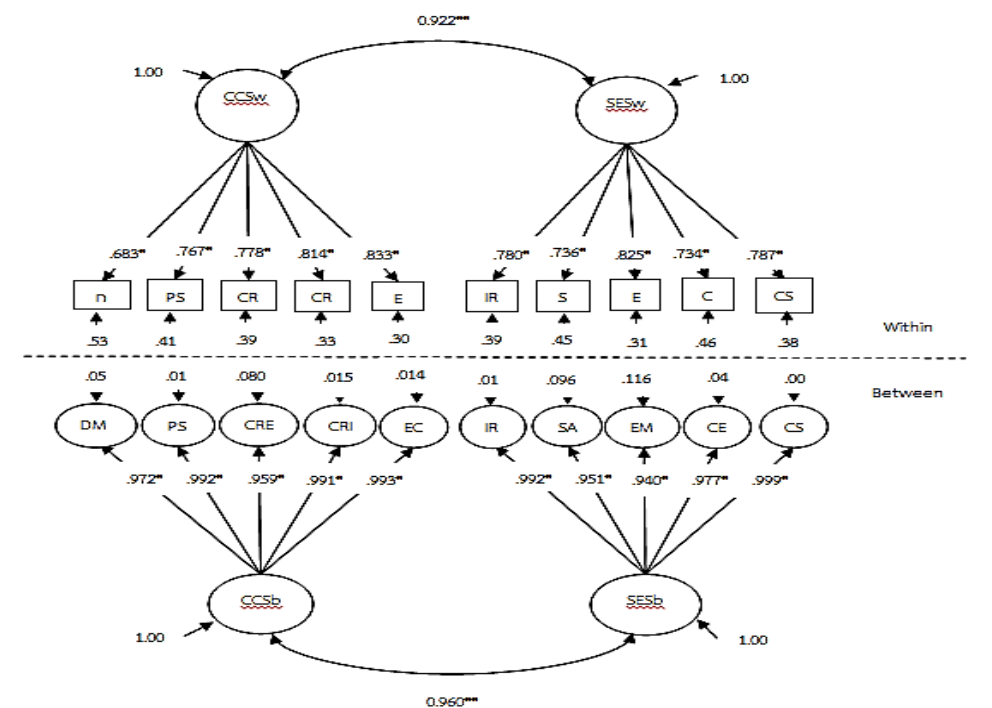 0.922**
1.00
1.00
CCSw
SESw
.683** .767** .778** .814** .833** .780** .736** .825** .734** .787**
n PS CR CR E IR S E C CS
.53 .41 .39 .33 .30 .39 .45 .31 .46 .38
Within
Between
.05 .01 .080 .015 .014 .01 .096 .116 .04 .00
DM PS CRE CRI EC IR SA EM CE CS
.972** .992** .959** .991** .993** .992** .951** .940** .977** .999**
CCSb
SESb
1.00
1.00
0.960**